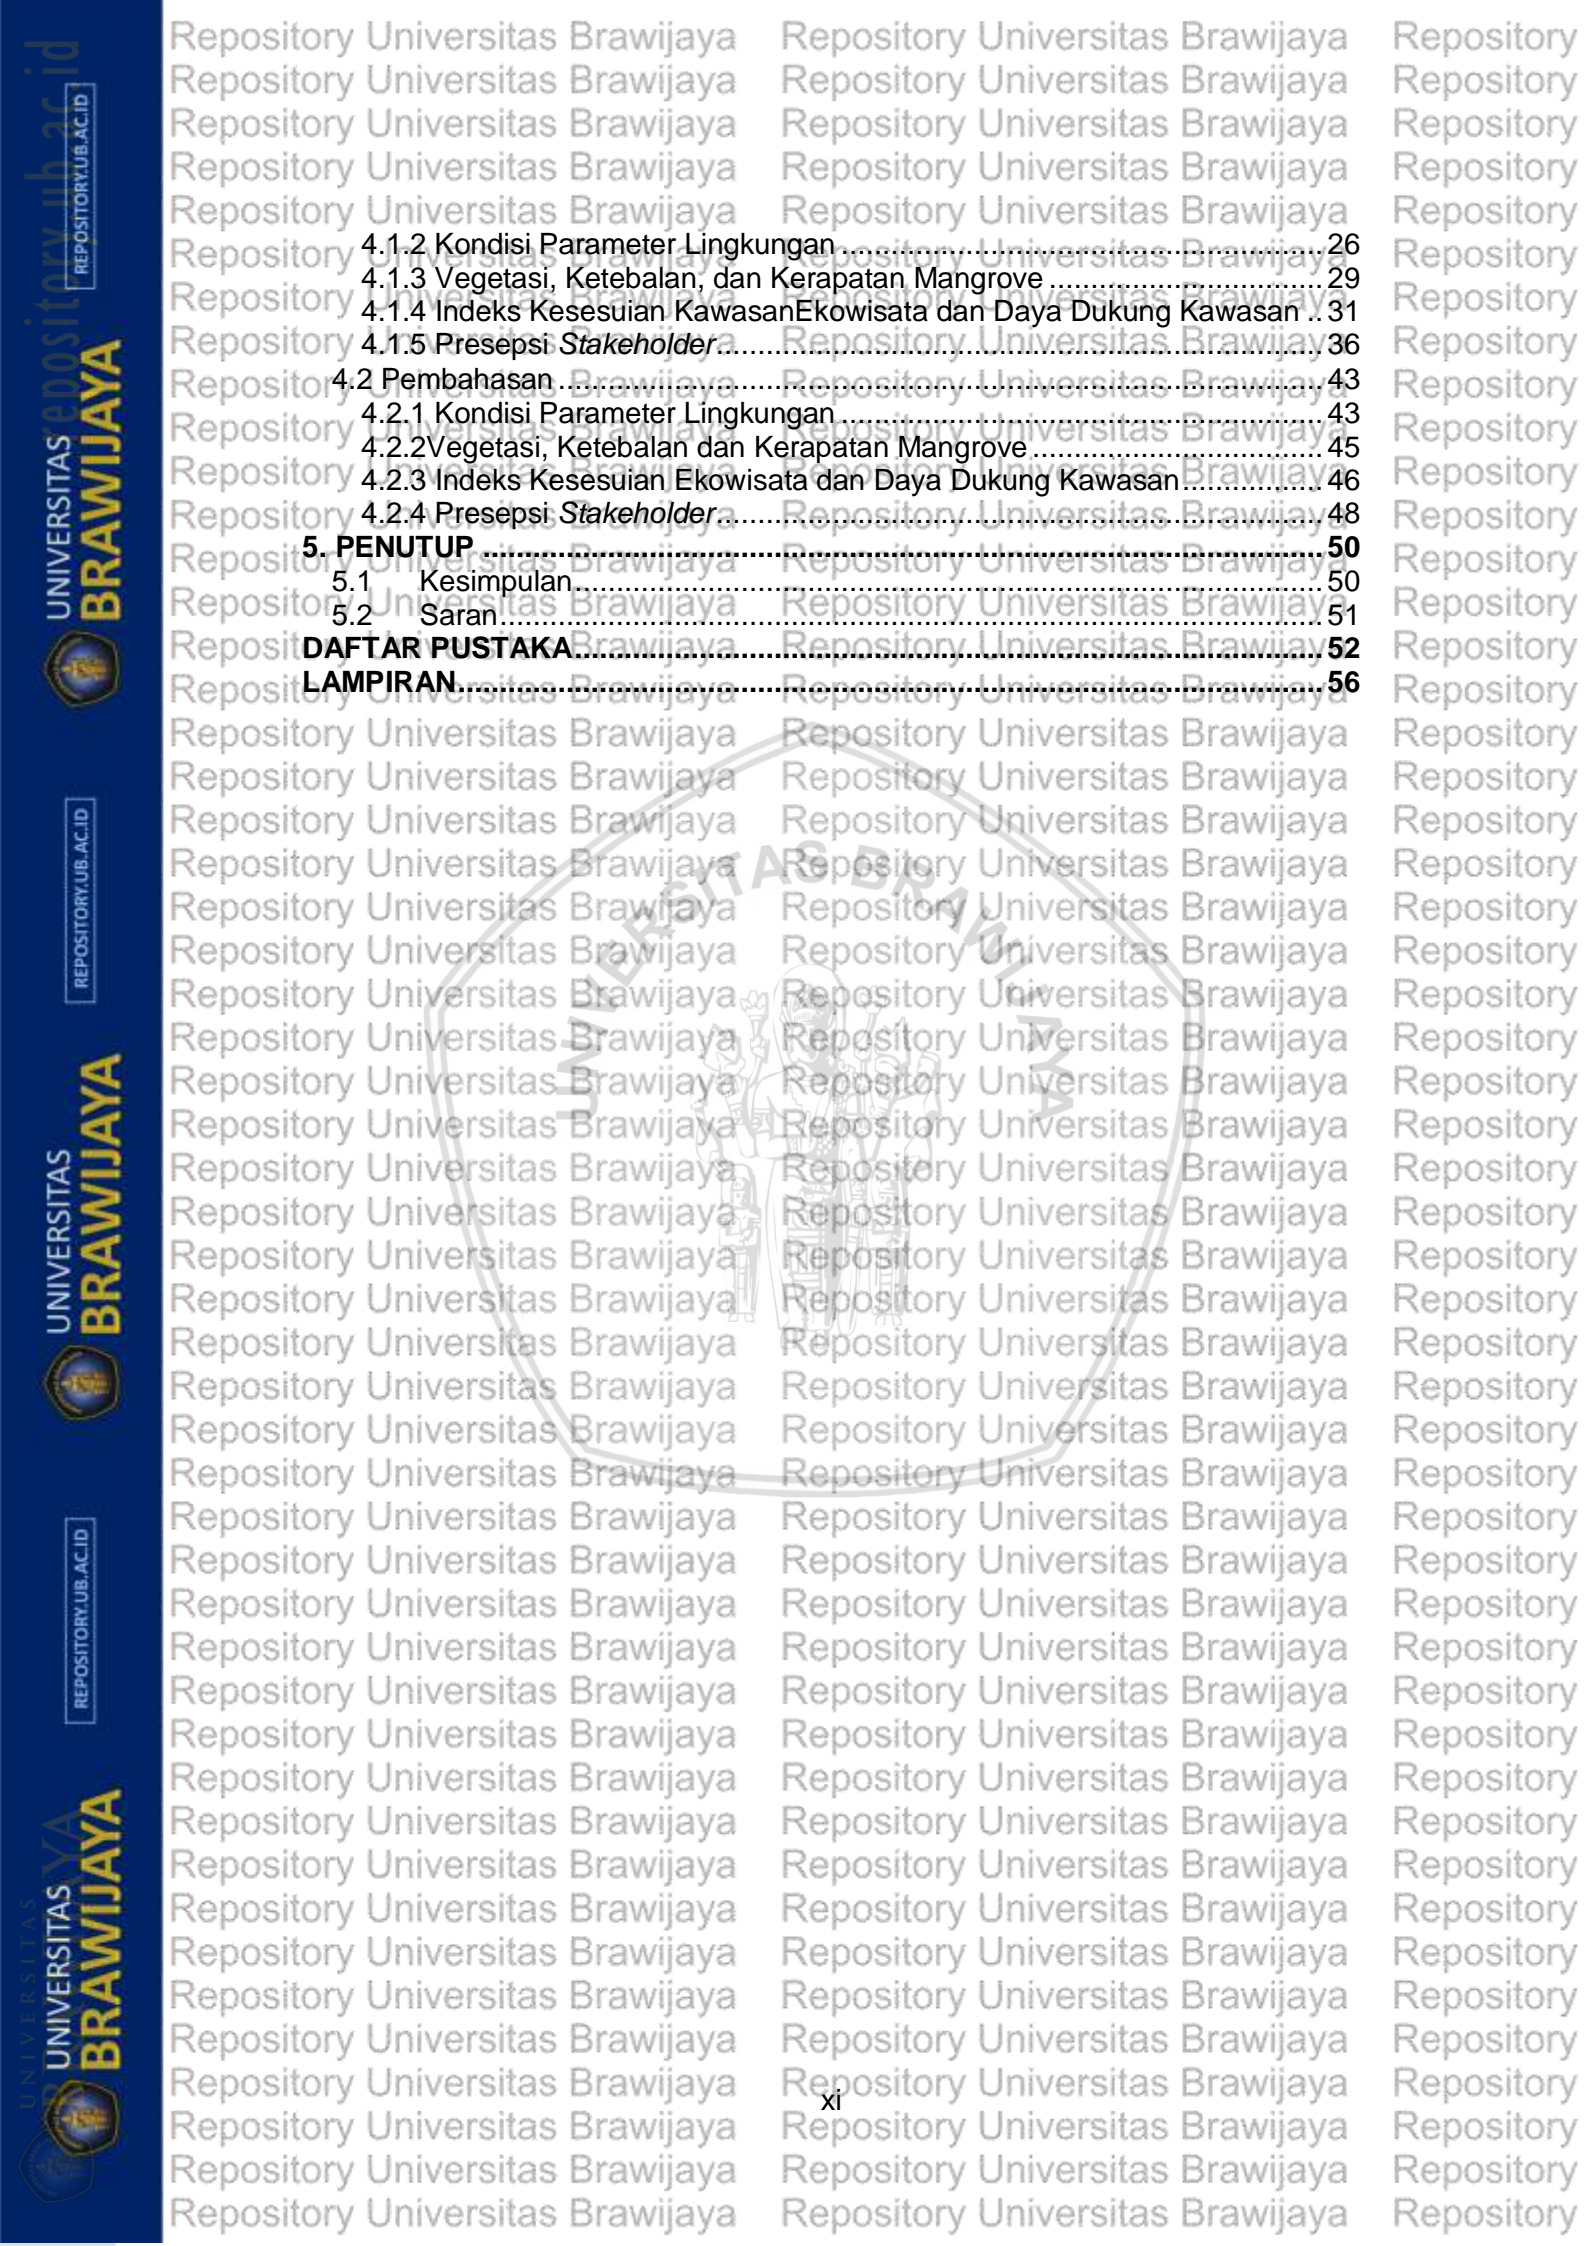 4.1.2 Kondisi Parameter Lingkungan ............................................................. 26
4.1.3 Vegetasi, Ketebalan, dan Kerapatan Mangrove .................................. 29
4.1.4 Indeks Kesesuian KawasanEkowisata dan Daya Dukung Kawasan .. 31
4.1.5 Presepsi Stakeholder............................................................................. 36
4.2 Pembahasan ................................................................................................. 43
4.2.1 Kondisi Parameter Lingkungan ............................................................. 43
4.2.2Vegetasi, Ketebalan dan Kerapatan Mangrove .................................... 45
4.2.3 Indeks Kesesuian Ekowisata dan Daya Dukung Kawasan.................. 46
4.2.4 Presepsi Stakeholder............................................................................. 48
5. PENUTUP ......................................................................................................... 50
5.1 Kesimpulan............................................................................................... 50
5.2 Saran........................................................................................................ 51
DAFTAR PUSTAKA.............................................................................................. 52
LAMPIRAN............................................................................................................ 56
xi